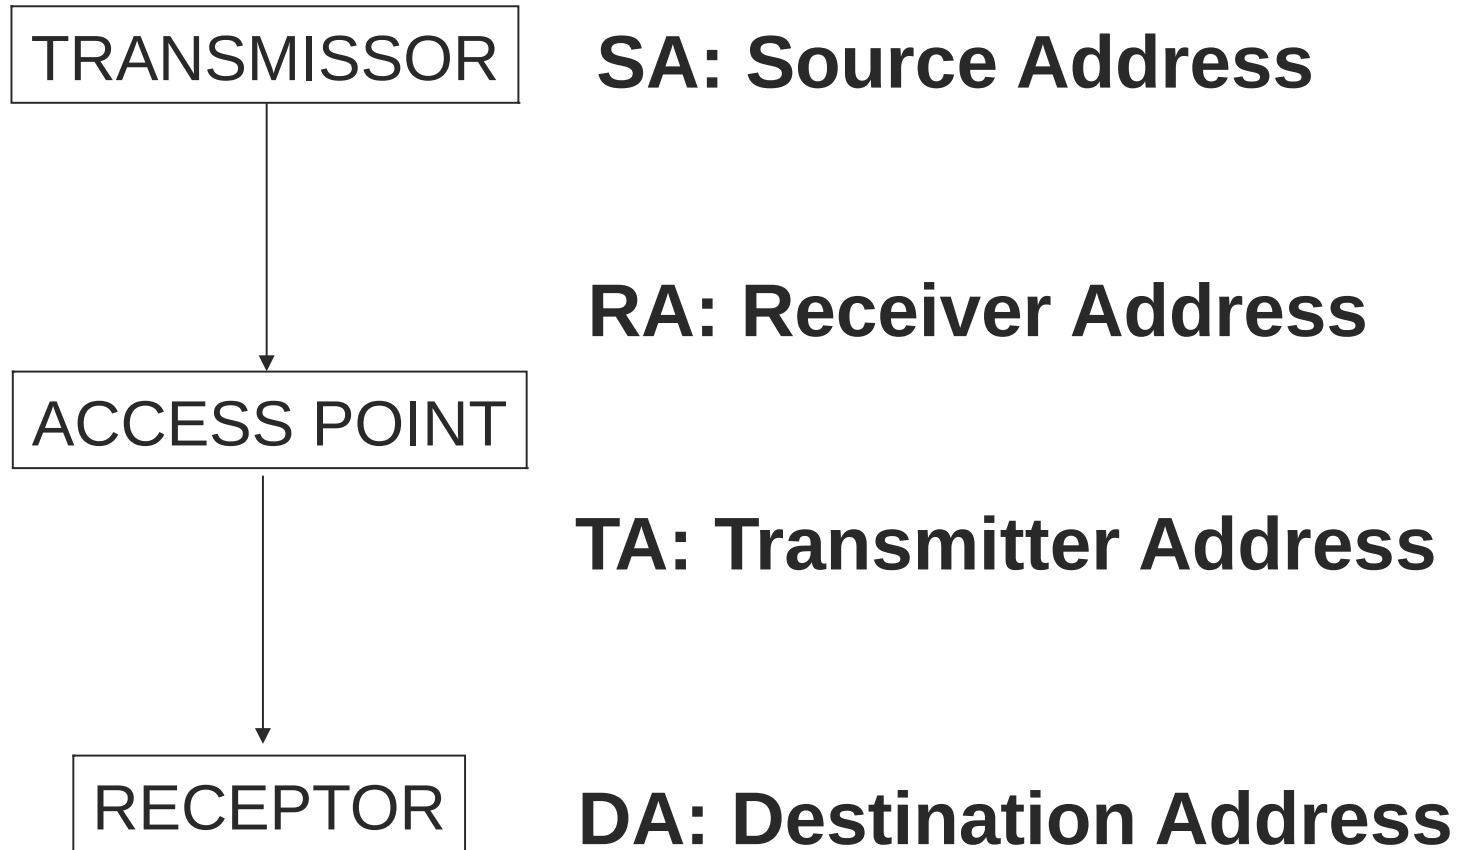 TRANSMISSOR
SA: Source Address
RA: Receiver Address
ACCESS POINT
TA: Transmitter Address
RECEPTOR
DA: Destination Address